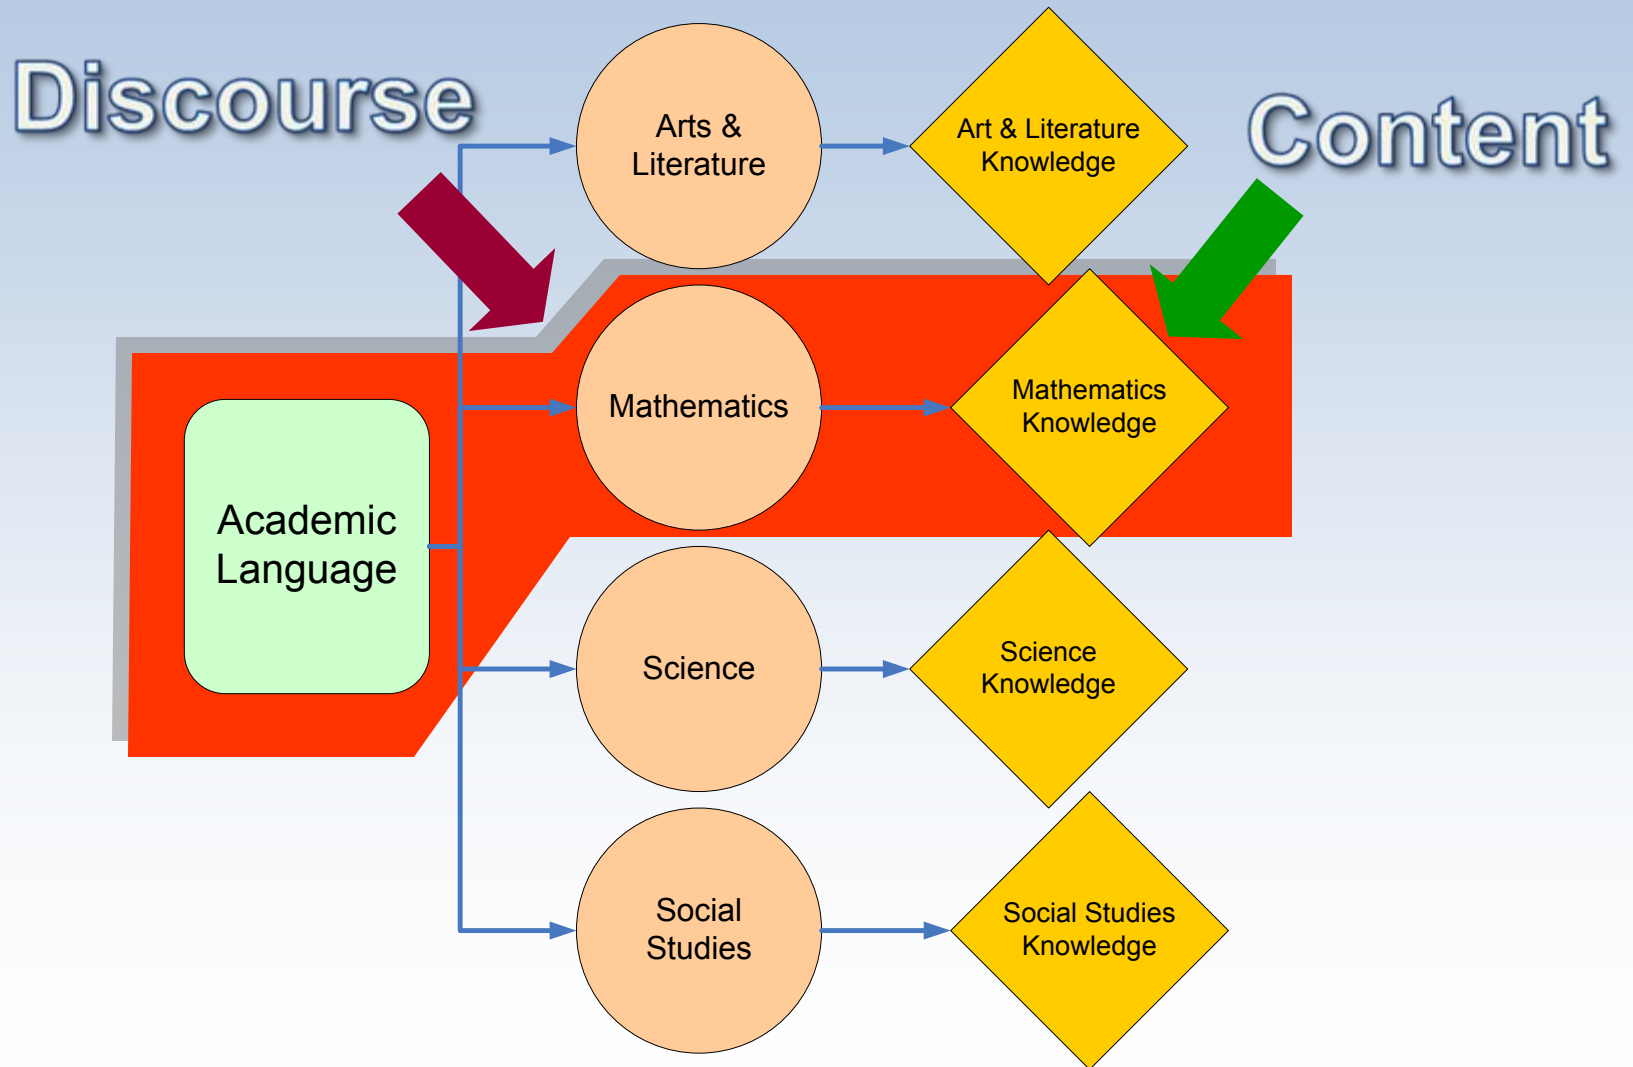 Discourse
Content
Arts &
Literature
Art & Literature
Knowledge
Mathematics
Mathematics
Knowledge
Academic
Language
Science
Science
Knowledge
Social
Studies
Social Studies
Knowledge